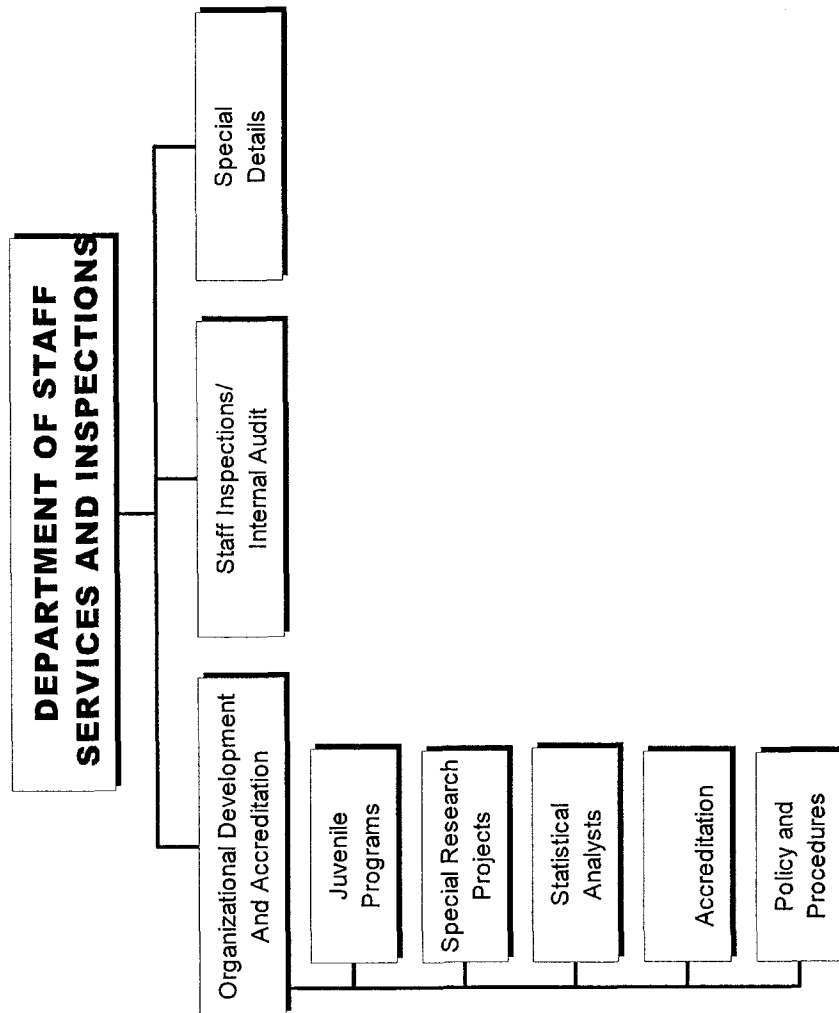 DEPARTMENT OF STAFF
SERVICES AND INSPECTIONS
Organizational Development
And Accreditation
Staff Inspections/
Internal Audit
Special
Details
Juvenile
Programs
Special Research
Projects
Statistical
Analysts
Accreditation
Policy and
Procedures